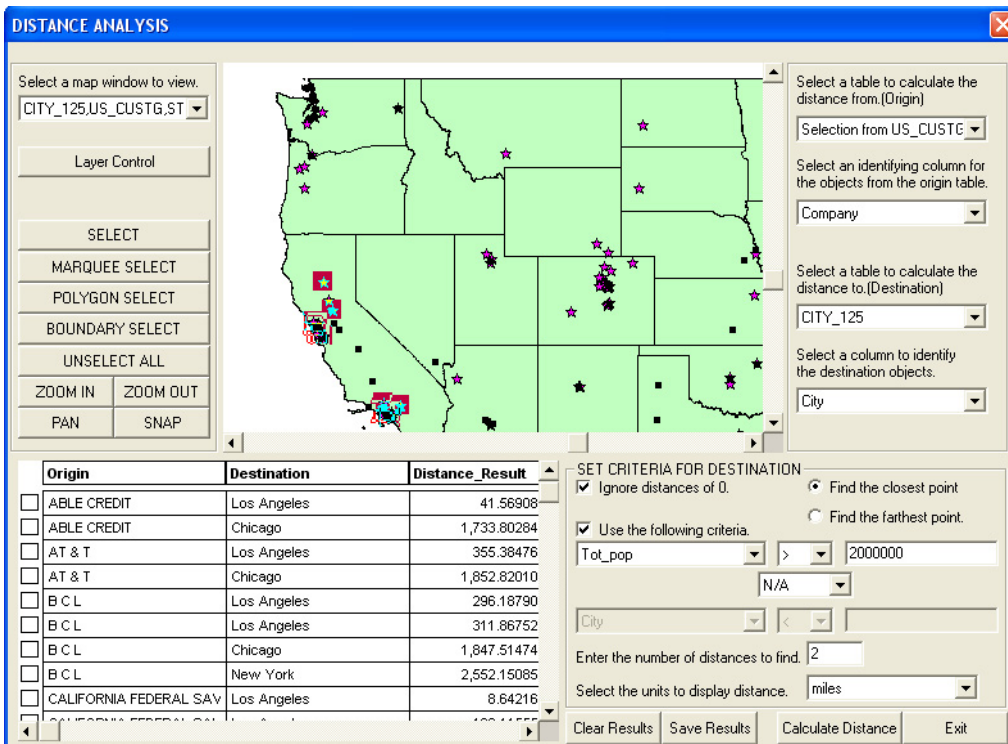 DISTANCE ANALYSIS
Select a map window to view.
CITY_125,US_CUSTG,ST
Layer Control
SELECT
MARQUEE SELECT
POLYGON SELECT
BOUNDARY SELECT
UNSELECT ALL
ZOOM IN ZOOM OUT
PAN SNAP
Select a table to calculate the
distance from.(Origin)
Selection from US_CUSTG
Select an identifying column for
the objects from the origin table.
Company
Select a table to calculate the
distance to.(Destination)
CITY_125
Select a column to identify
the destination objects.
City
Origin Destination Distance_Result
ABLE CREDIT Los Angeles 41.56908
ABLE CREDIT Chicago 1,733.80284
AT & T Los Angeles 355.38476
AT & T Chicago 1,852.82010
B C L Los Angeles 296.18790
B C L Los Angeles 311.86752
B C L Chicago 1,847.51474
B C L New York 2,552.15085
CALIFORNIA FEDERAL SAV Los Angeles 8.64216
SET CRITERIA FOR DESTINATION
Ignore distances of 0. Find the closest point
Find the farthest point.
Use the following criteria.
Tot_pop > 2000000
N/A
City <
Enter the number of distances to find. 2
Select the units to display distance. miles
Clear Results Save Results Calculate Distance Exit